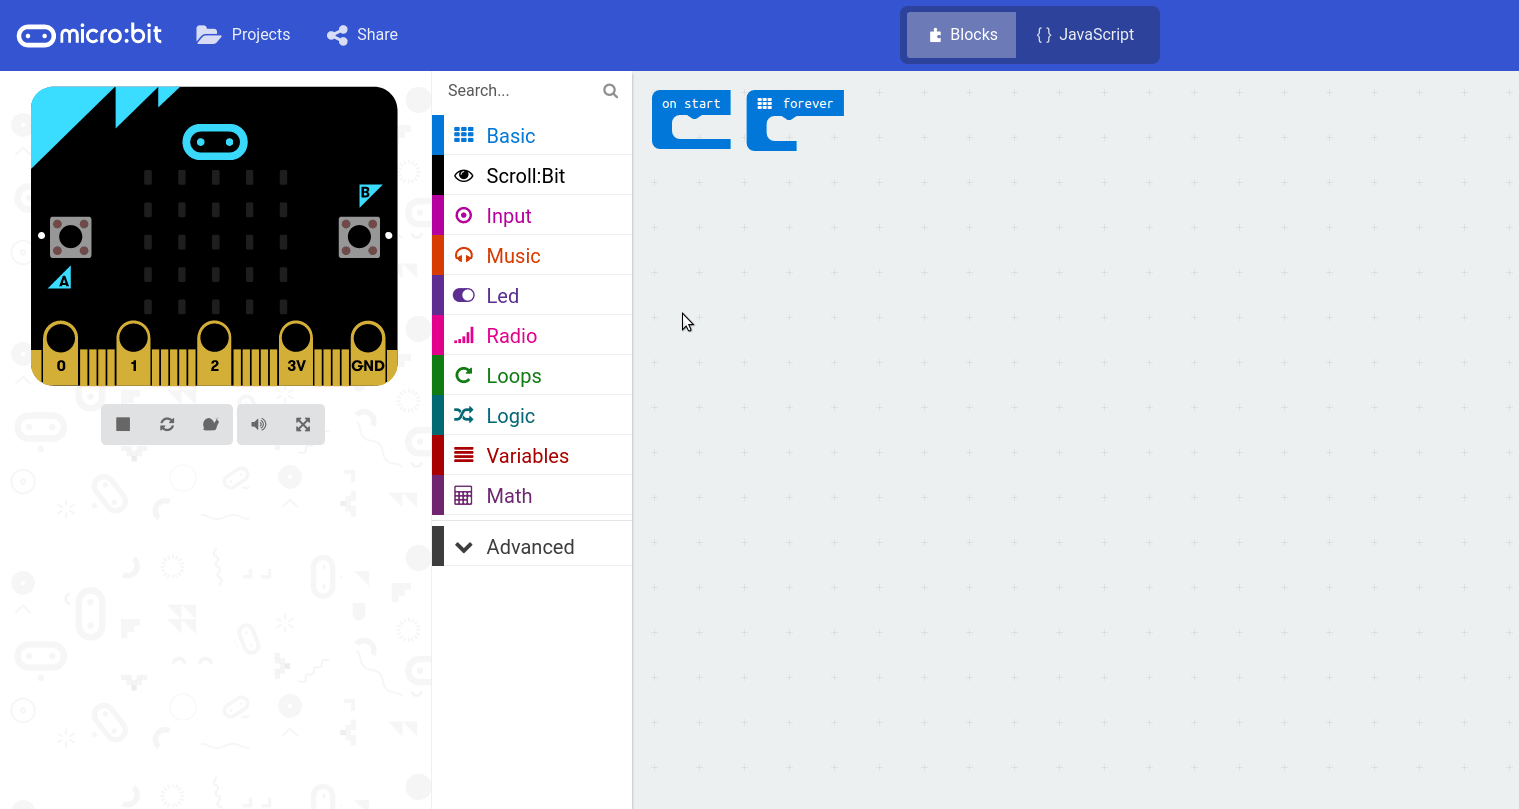 micro:bit
Projects
Share
Blocks
{ } JavaScript
Search...
Basic
Scroll:Bit
Input
Music
Led
Radio
Loops
Logic
Variables
Math
Advanced
on start
forever
B
A
0 1 2 3V GND